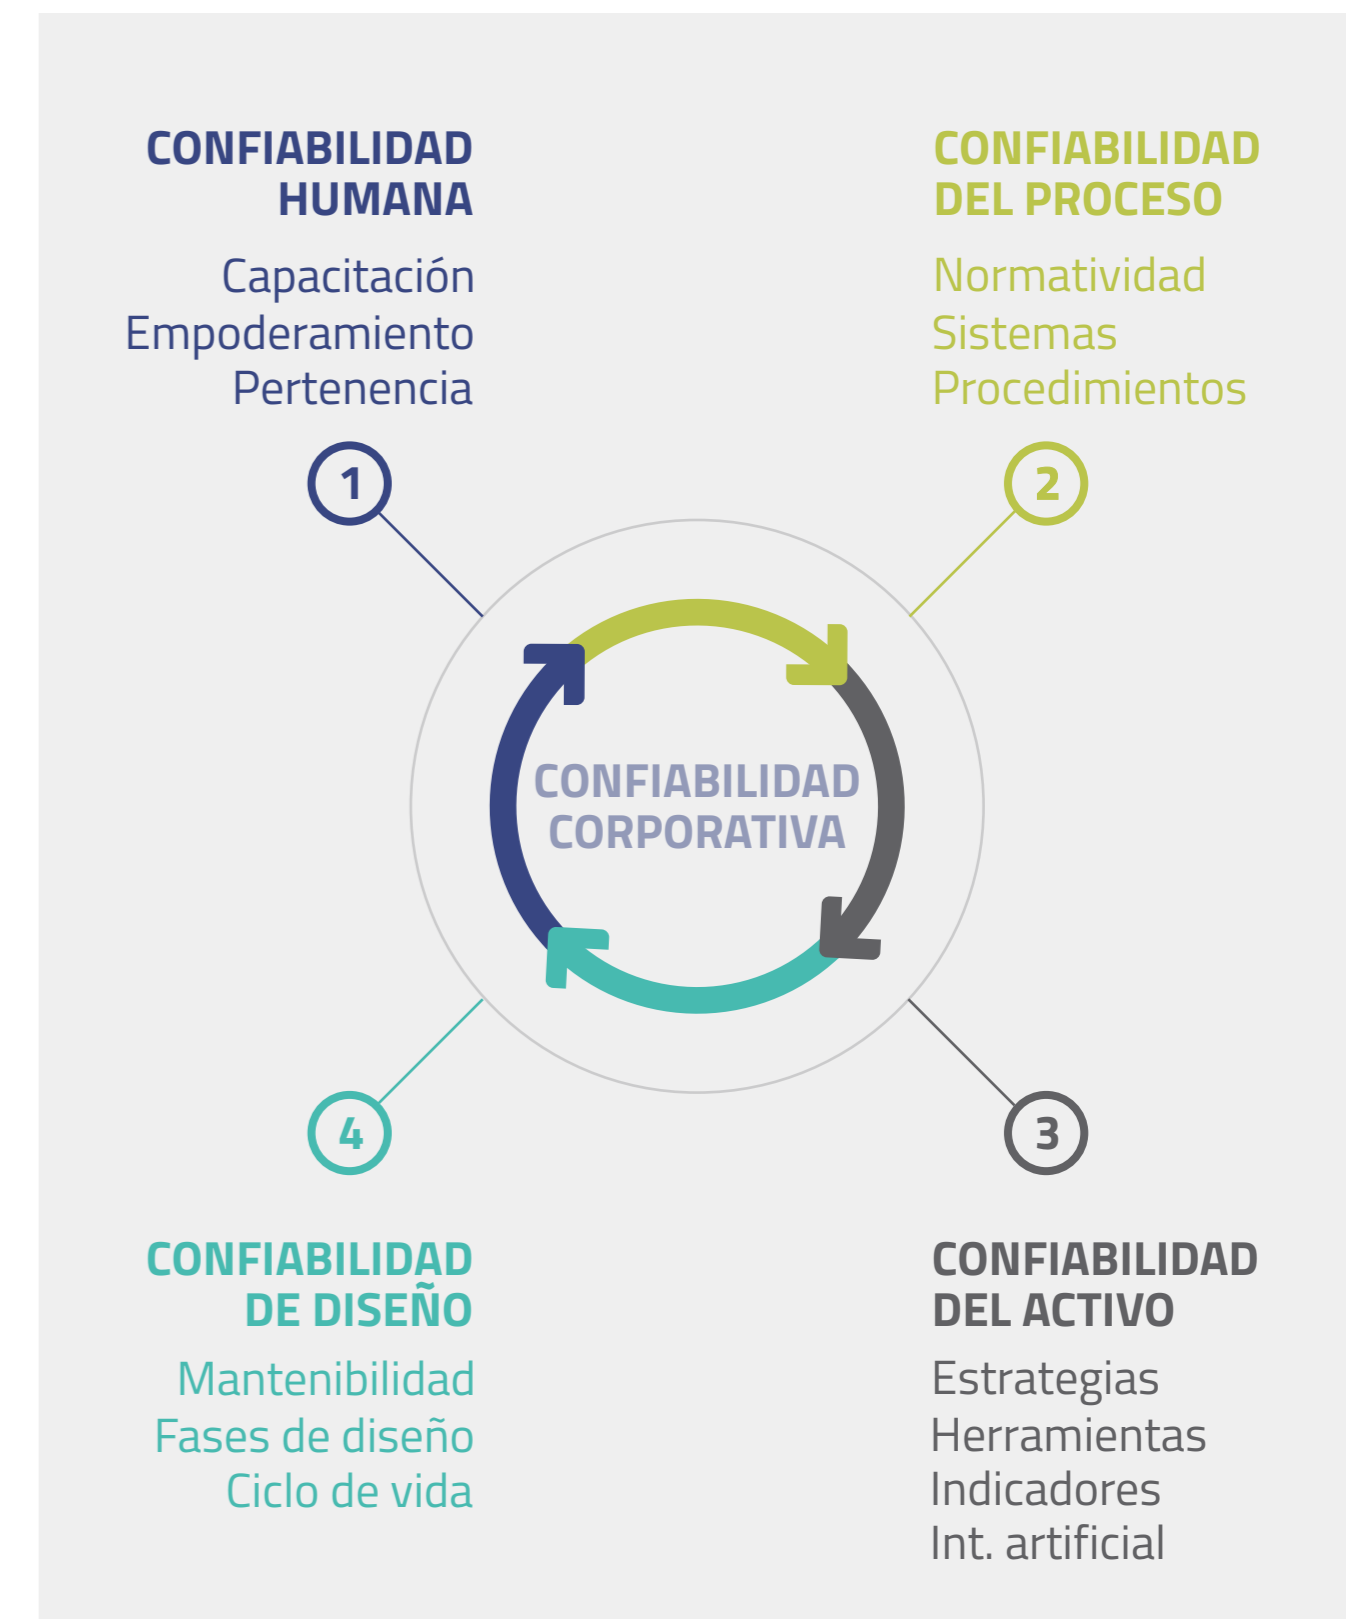 CONFIABILIDAD
HUMANA
Capacitación
Empoderamiento
Pertenencia
1
CONFIABILIDAD
DEL PROCESO
Normatividad
Sistemas
Procedimientos
2
CONFIABILIDAD
CORPORATIVA
4
CONFIABILIDAD
DE DISEÑO
Mantenibilidad
Fases de diseño
Ciclo de vida
3
CONFIABILIDAD
DEL ACTIVO
Estrategias
Herramientas
Indicadores
Int. artificial